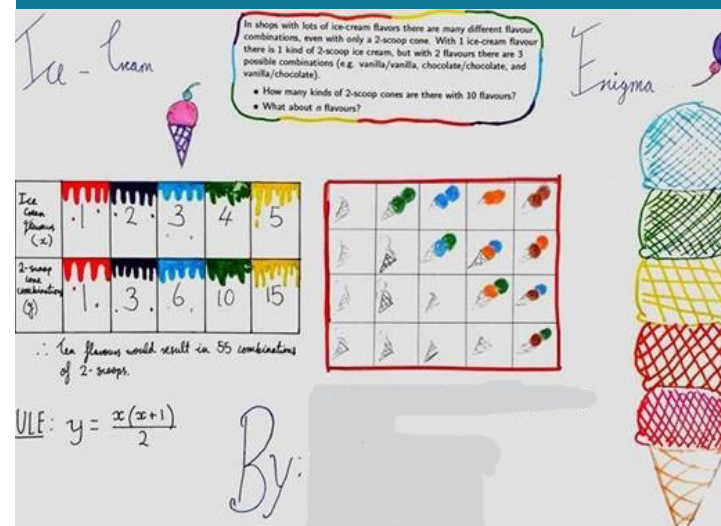 Ice-Cream Enigma
In shops with lots of ice-cream flavors there are many different flavour
combinations, even with only a 2-scoop cone. With 1 ice-cream flavour
there is 1 kind of 2-scoop ice cream, but with 2 flavours there are 3
possible combinations (e.g. vanilla/vanilla, chocolate/chocolate, and
vanilla/chocolate).
• How many kinds of 2-scoop cones are there with 10 flavours?
• What about n flavours?
Ice
Cream
flavours
(x)
1 2 3 4 5
2-scoop
cone
combinations
(y)
1 3 6 10 15
∴ Ten flavours would result in 55 combinations
of 2-scoops.
ULE: y = x(x+1)/2
By: